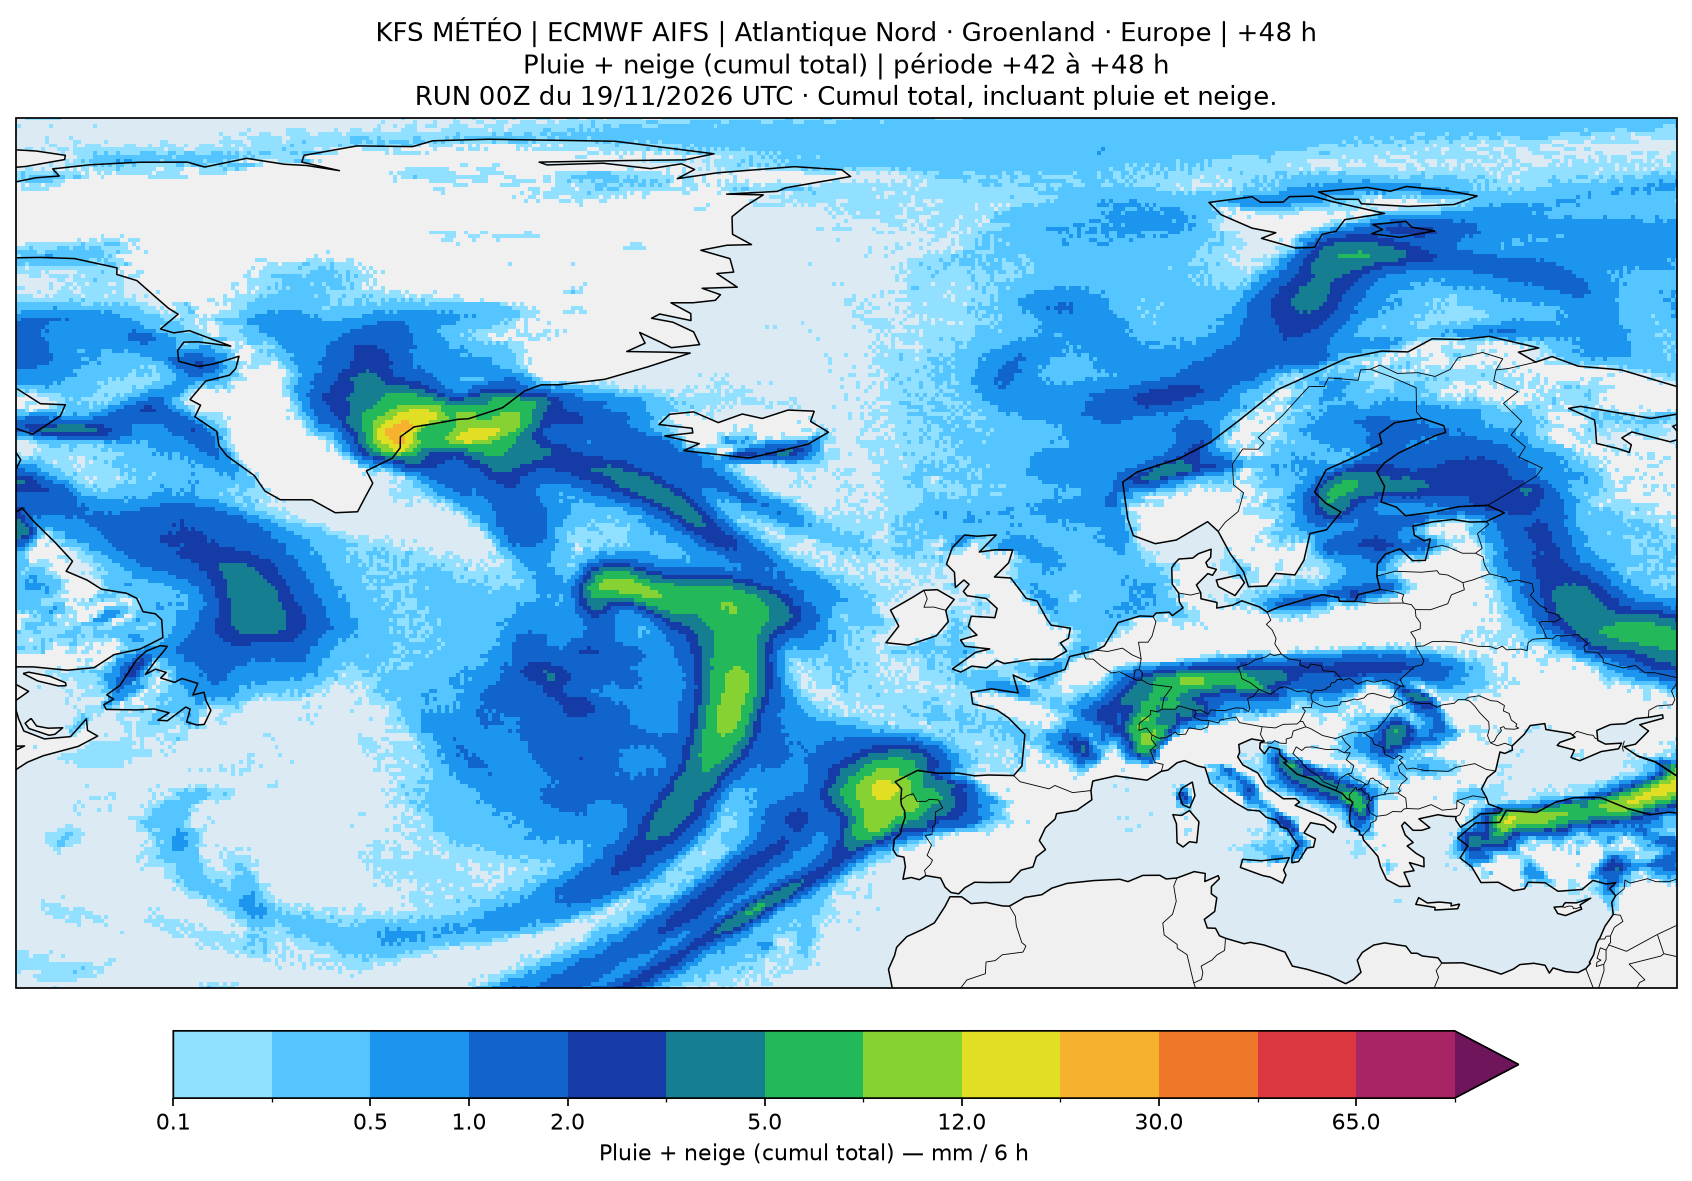 KFS MÉTÉO | ECMWF AIFS | Atlantique Nord · Groenland · Europe | +48 h
Pluie + neige (cumul total) | période +42 à +48 h
RUN 00Z du 19/11/2026 UTC · Cumul total, incluant pluie et neige.
0.1 0.5 1.0 2.0 5.0 12.0 30.0 65.0
Pluie + neige (cumul total) — mm / 6 h